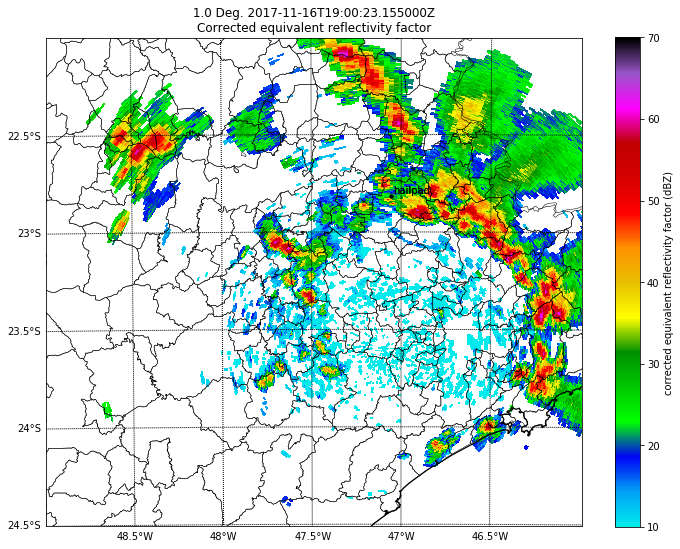 1.0 Deg. 2017-11-16T19:00:23.155000Z
Corrected equivalent reflectivity factor
22.5°S
23°S
23.5°S
24°S
24.5°S
48.5°W
48°W
47.5°W
47°W
46.5°W
70
60
50
40
30
20
10
corrected equivalent reflectivity factor (dBZ)